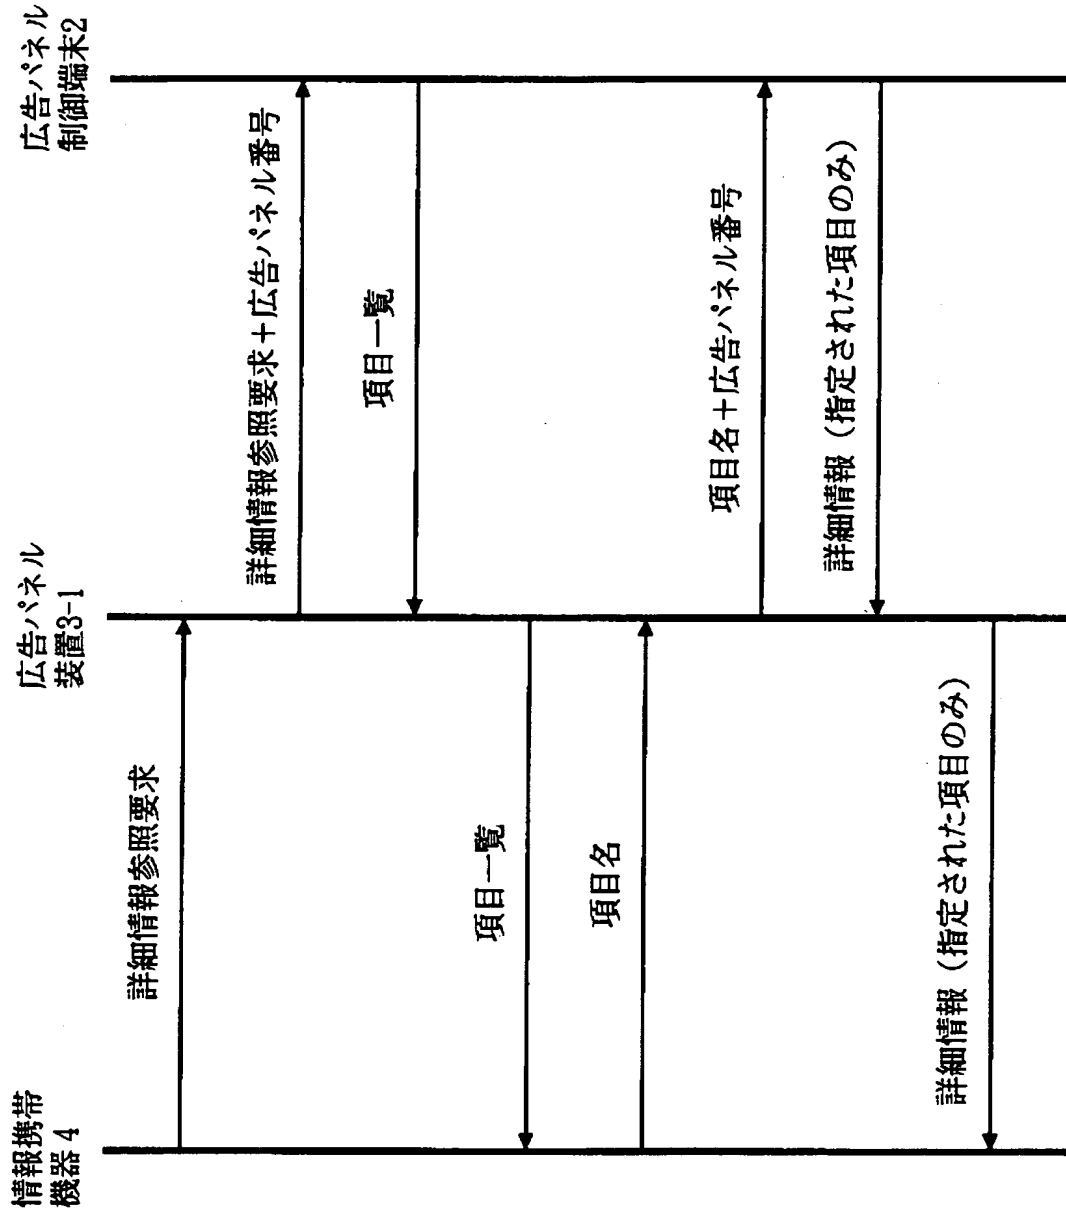 情報携帯
機器 4
広告パネル
装置3-1
広告パネル
制御端末2
詳細情報参照要求
詳細情報参照要求+広告パネル番号
項目一覧
項目一覧
項目名
項目名+広告パネル番号
詳細情報(指定された項目のみ)
詳細情報(指定された項目のみ)